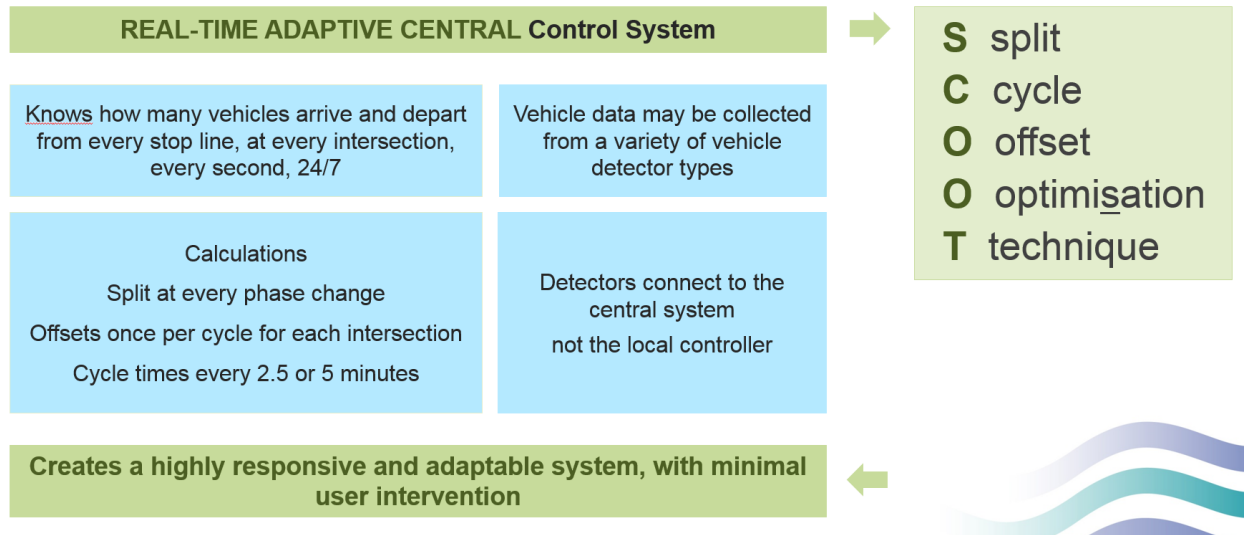 REAL-TIME ADAPTIVE CENTRAL Control System
Knows how many vehicles arrive and depart
from every stop line, at every intersection,
every second, 24/7
Vehicle data may be collected
from a variety of vehicle
detector types
Calculations
Split at every phase change
Offsets once per cycle for each intersection
Cycle times every 2.5 or 5 minutes
Detectors connect to the
central system
not the local controller
Creates a highly responsive and adaptable system, with minimal
user intervention
S split
C cycle
O offset
O optimisation
T technique